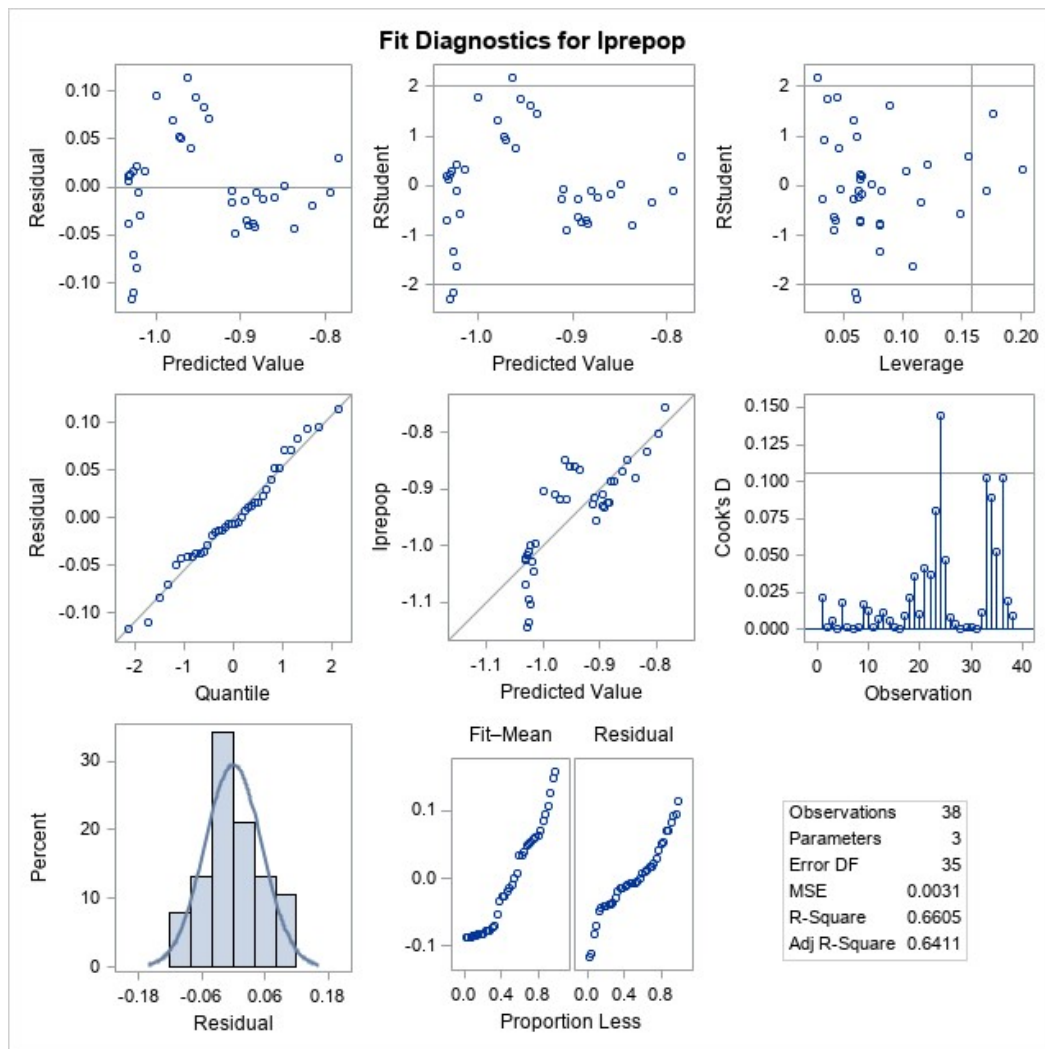 Fit Diagnostics for lprepop
0.10
0.05
0.00
-0.05
-0.10
Residual
-1.0 -0.9 -0.8
Predicted Value
2
1
0
-1
-2
RStudent
-1.0 -0.9 -0.8
Predicted Value
2
1
0
-1
-2
RStudent
0.05 0.10 0.15 0.20
Leverage
0.10
0.05
0.00
-0.05
-0.10
Residual
-2 -1 0 1 2
Quantile
-0.8
-0.9
-1.0
-1.1
lprepop
-1.1 -1.0 -0.9 -0.8
Predicted Value
0.150
0.125
0.100
0.075
0.050
0.025
0.000
Cook's D
0 10 20 30 40
Observation
30
20
10
0
Percent
-0.18 -0.06 0.06 0.18
Residual
Fit–Mean Residual
0.1
0.0
-0.1
0.0 0.4 0.8 0.0 0.4 0.8
Proportion Less
Observations 38
Parameters 3
Error DF 35
MSE 0.0031
R-Square 0.6605
Adj R-Square 0.6411